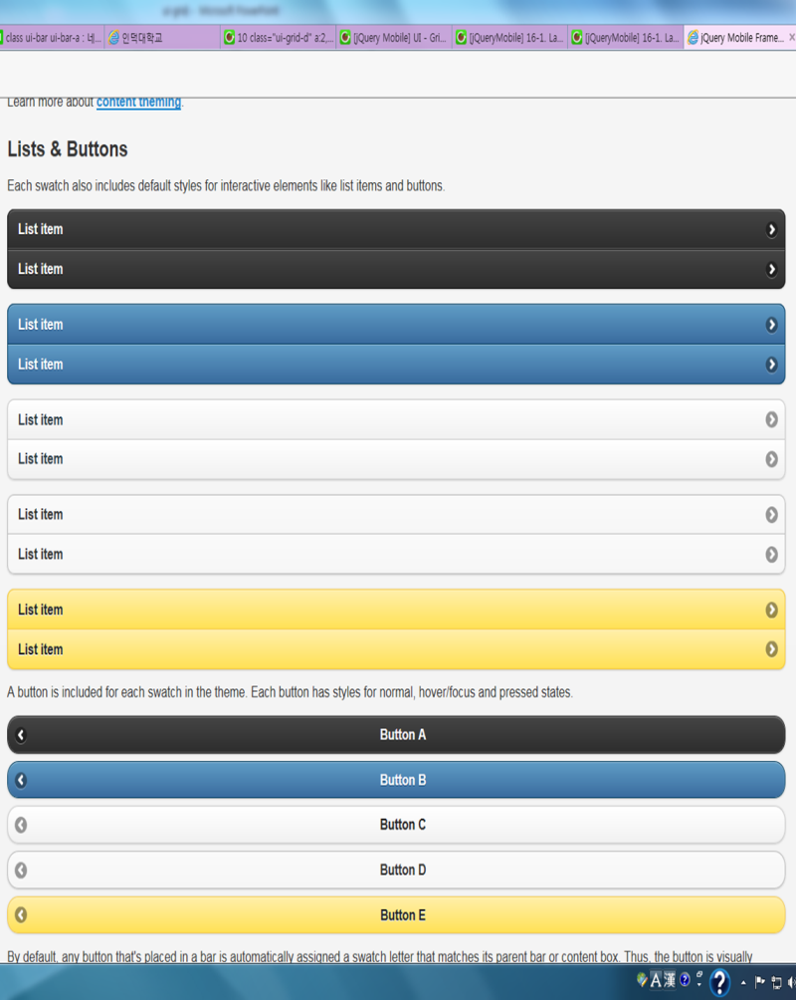 ui-grid - Microsoft PowerPoint
class ui-bar ui-bar-a : 네...
인덕대학교
10 class="ui-grid-d" a:2,...
[jQuery Mobile] UI - Gri...
[jQueryMobile] 16-1. La...
[jQueryMobile] 16-1. La...
jQuery Mobile Frame... ×
Learn more about content theming.
Lists & Buttons
Each swatch also includes default styles for interactive elements like list items and buttons.
List item
List item
List item
List item
List item
List item
List item
List item
List item
List item
A button is included for each swatch in the theme. Each button has styles for normal, hover/focus and pressed states.
Button A
Button B
Button C
Button D
Button E
By default, any button that's placed in a bar is automatically assigned a swatch letter that matches its parent bar or content box. Thus, the button is visually
A 漢 ? ?